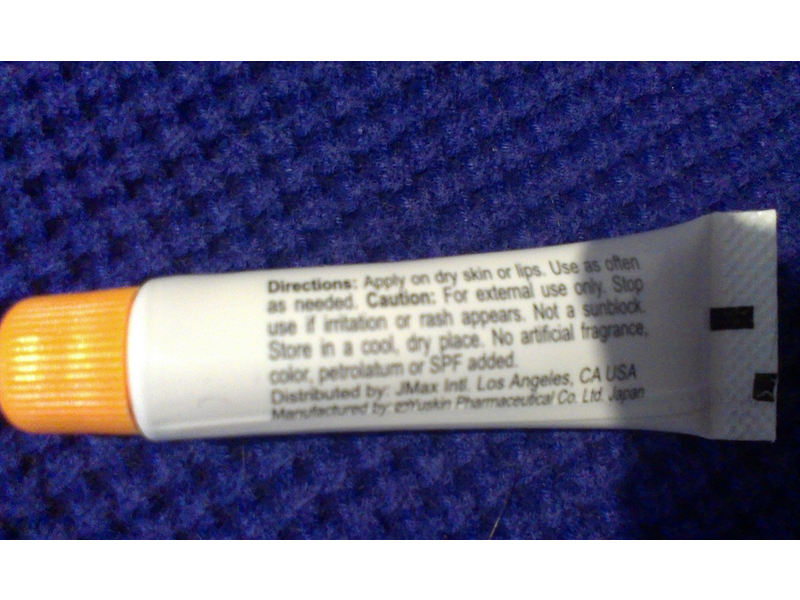 Directions: Apply on dry skin or lips. Use as often
as needed. Caution: For external use only. Stop
use if irritation or rash appears. Not a sunblock.
Store in a cool, dry place. No artificial fragrance,
color, petrolatum or SPF added.
Distributed by: JMax Intl. Los Angeles, CA USA
Manufactured by: Yuskin Pharmaceutical Co. Ltd. Japan